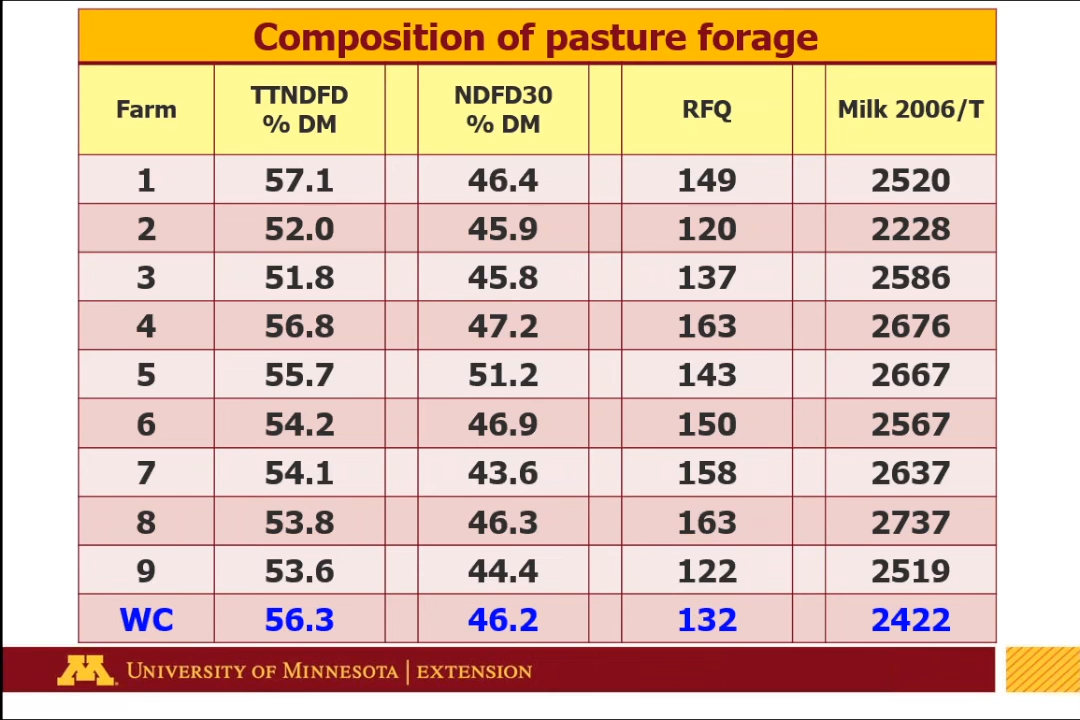 Composition of pasture forage
Farm TTNDFD % DM NDFD30 % DM RFQ Milk 2006/T
1 57.1 46.4 149 2520
2 52.0 45.9 120 2228
3 51.8 45.8 137 2586
4 56.8 47.2 163 2676
5 55.7 51.2 143 2667
6 54.2 46.9 150 2567
7 54.1 43.6 158 2637
8 53.8 46.3 163 2737
9 53.6 44.4 122 2519
WC 56.3 46.2 132 2422
M UNIVERSITY OF MINNESOTA | EXTENSION